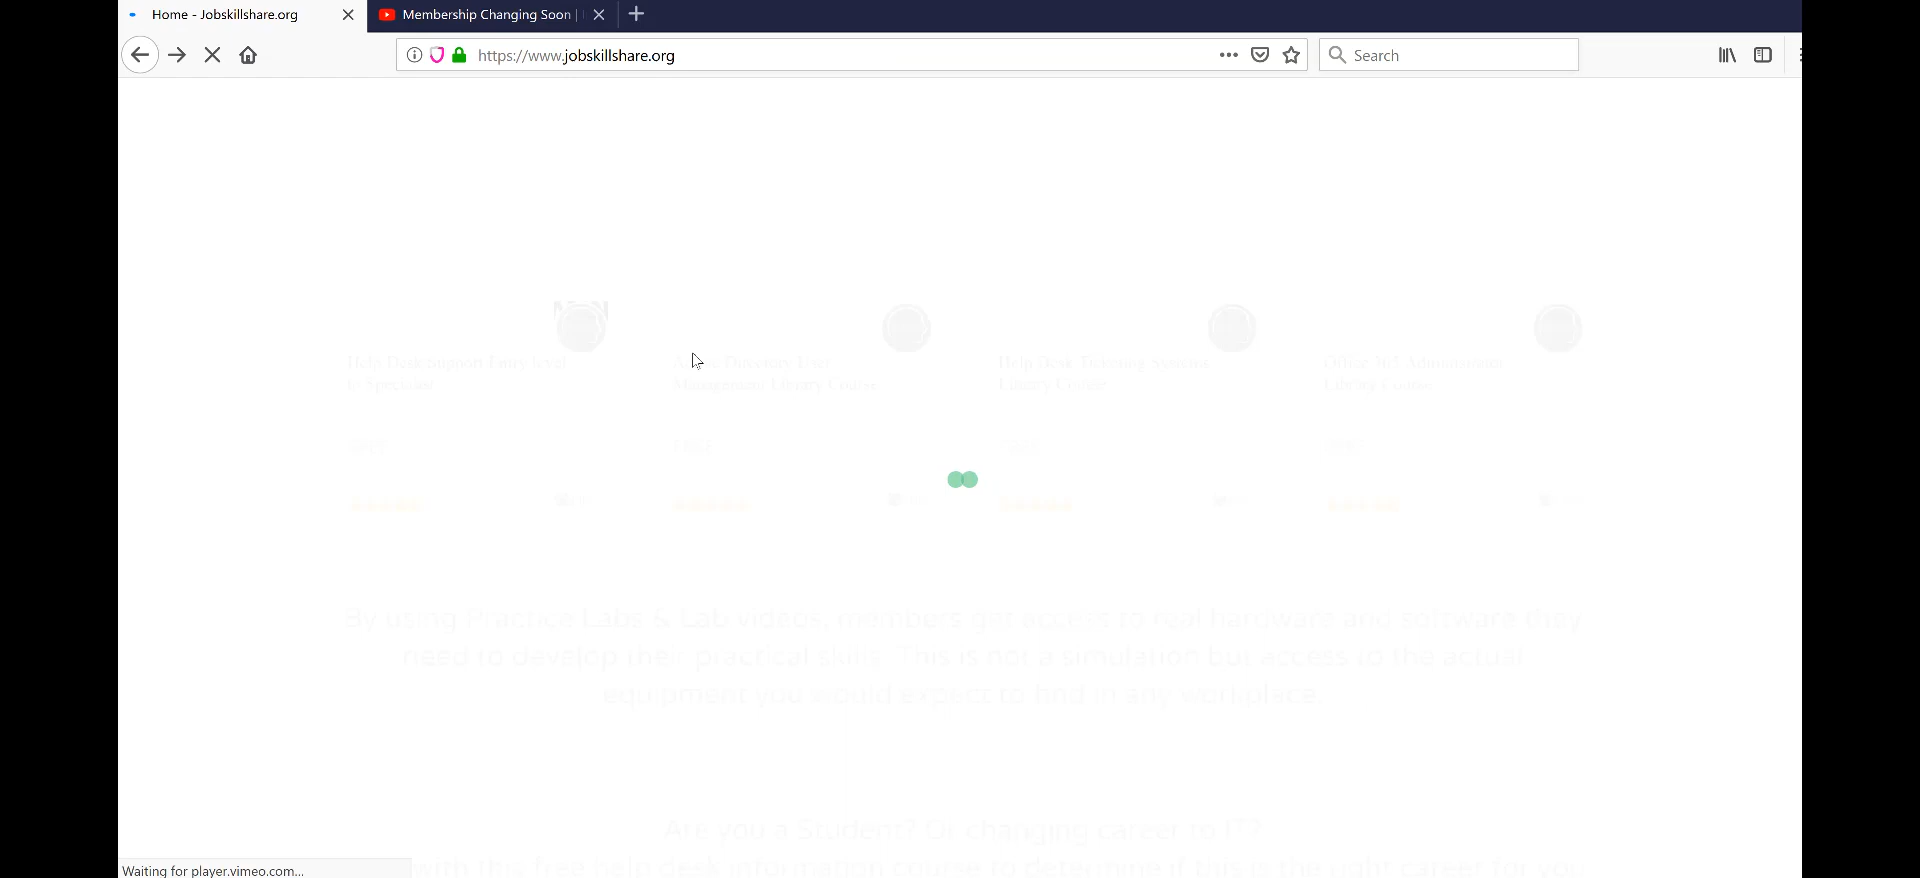 Home - Jobskillshare.org
Membership Changing Soon |
https://www.jobskillshare.org
Search
Help Desk Support Entry level
to Specialist
Active Directory User
Management Library Course
Help Desk Ticketing Systems
Library Course
Office 365 Administrator
Library Course
By using Practice Labs & Lab videos, members get access to real hardware and software they
need to develop their practical skills. This is not a simulation but access to the actual
equipment you would expect to find in any workplace.
Are you a Student? Or changing career to IT?
with this free help desk information course to determine if this is the right career for you
Waiting for player.vimeo.com...